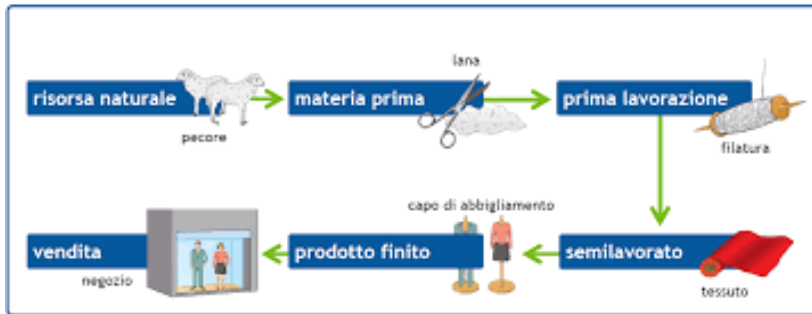 lana
risorsa naturale
materia prima
prima lavorazione
pecore
filatura
capo di abbigliamento
vendita
prodotto finito
semilavorato
negozio
tessuto